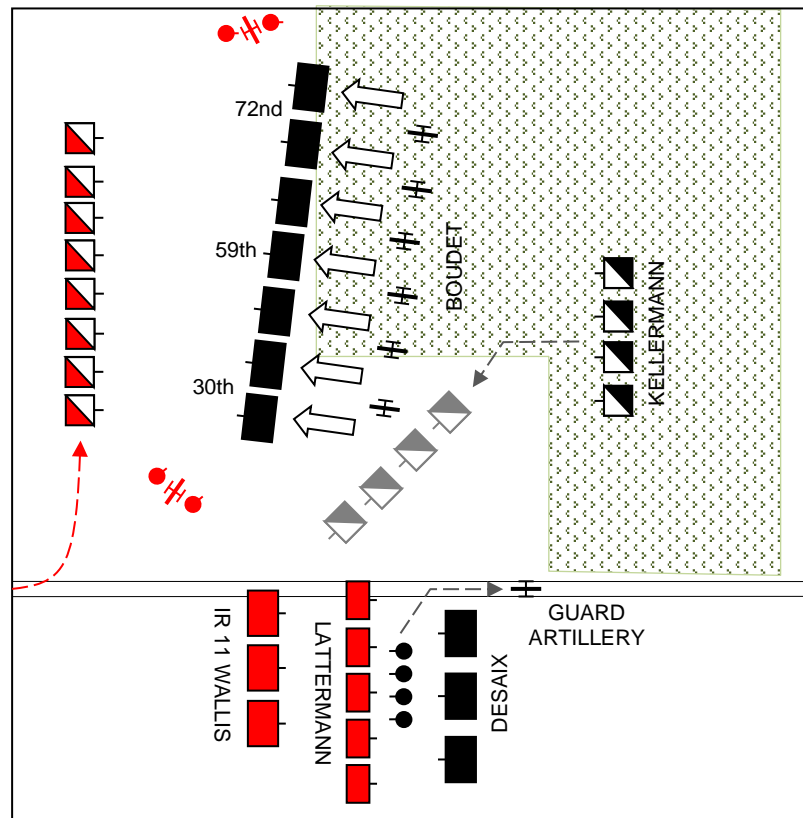 72nd
59th
BOUDET
KELLERMANN
30th
IR 11 WALLIS
LATTERMANN
DESAIX
GUARD
ARTILLERY